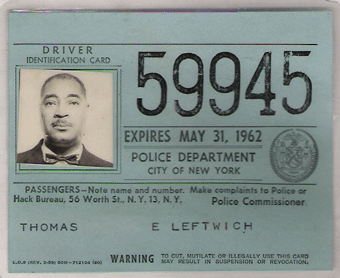 DRIVER
IDENTIFICATION CARD
59945
EXPIRES MAY 31, 1962
POLICE DEPARTMENT
CITY OF NEW YORK
PASSENGERS—Note name and number. Make complaints to Police or
Hack Bureau, 56 Worth St., N.Y. 13, N.Y. Police Commissioner.
THOMAS E LEFTWICH
WARNING TO CUT, MUTILATE OR ILLEGALLY USE THIS CARD
MAY RESULT IN SUSPENSION OR REVOCATION.